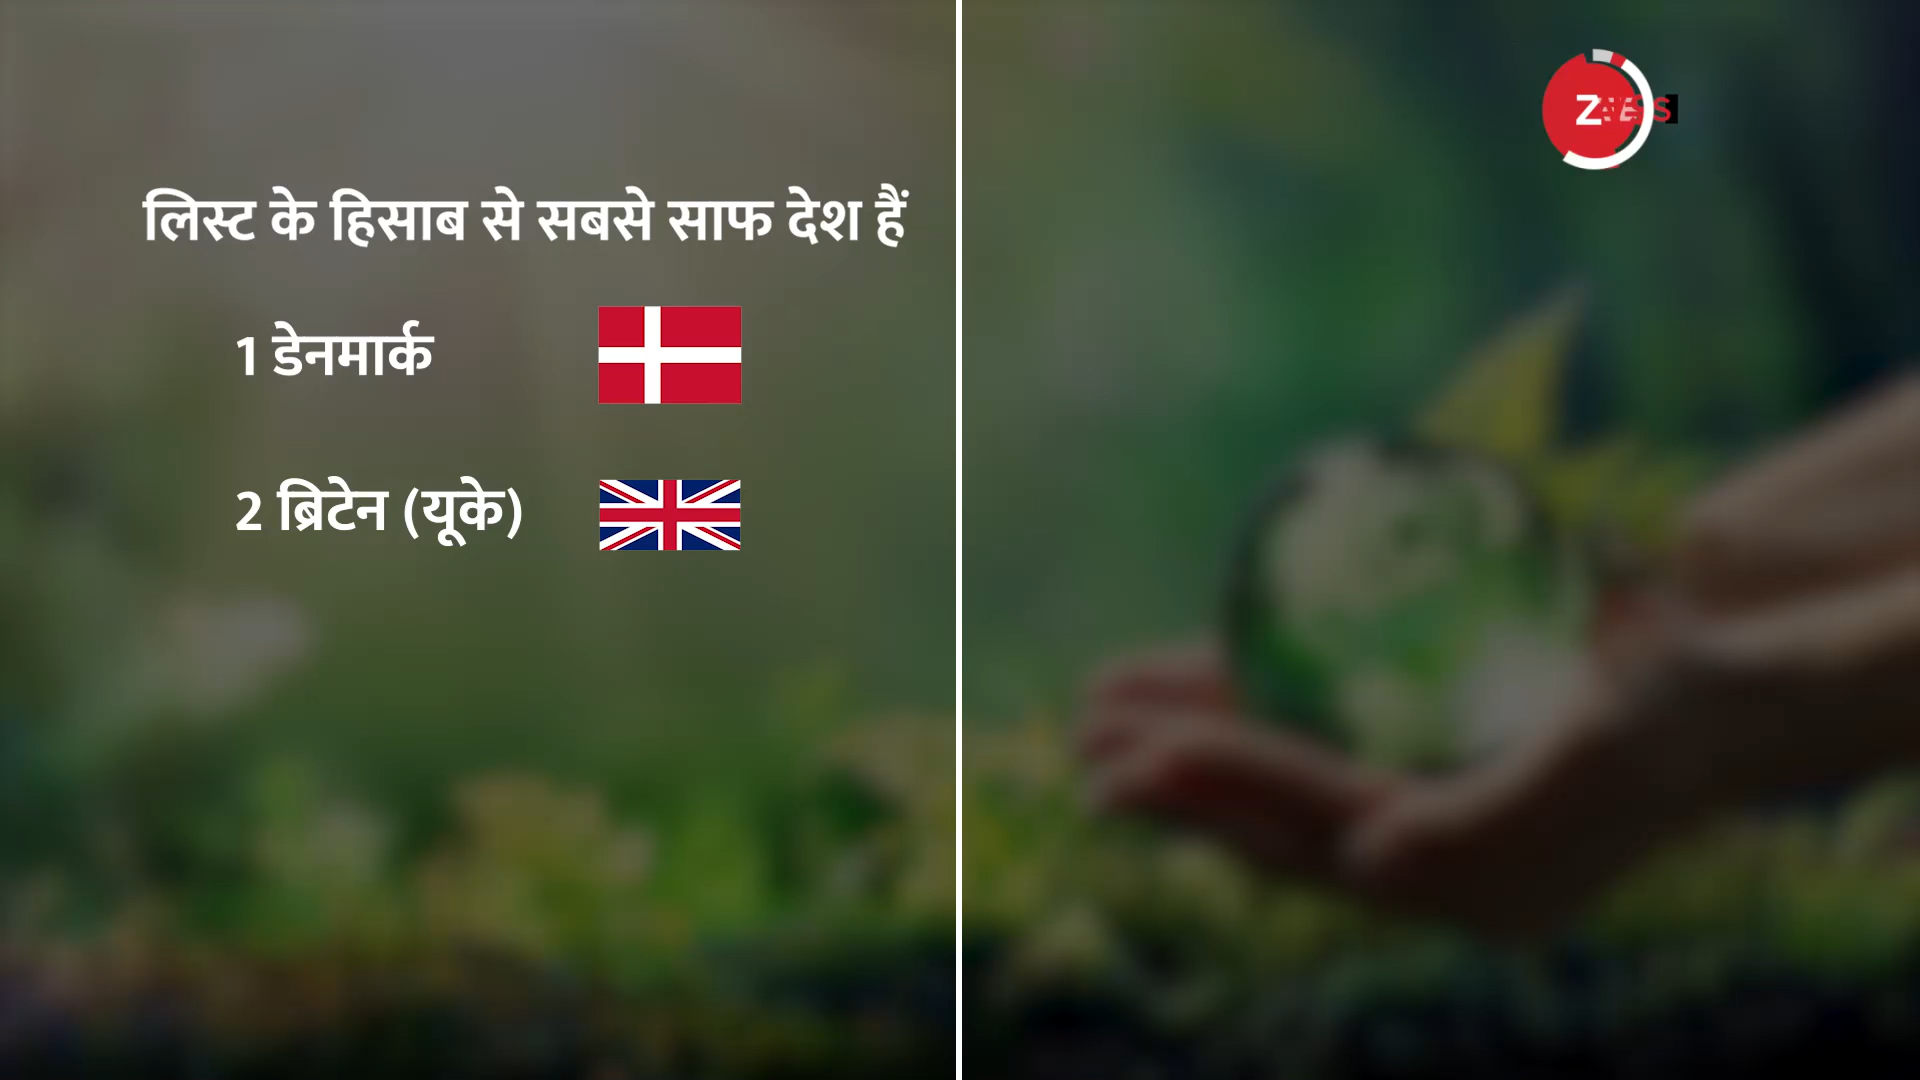 लिस्ट के हिसाब से सबसे साफ देश हैं
1 डेनमार्क
2 ब्रिटेन (यूके)